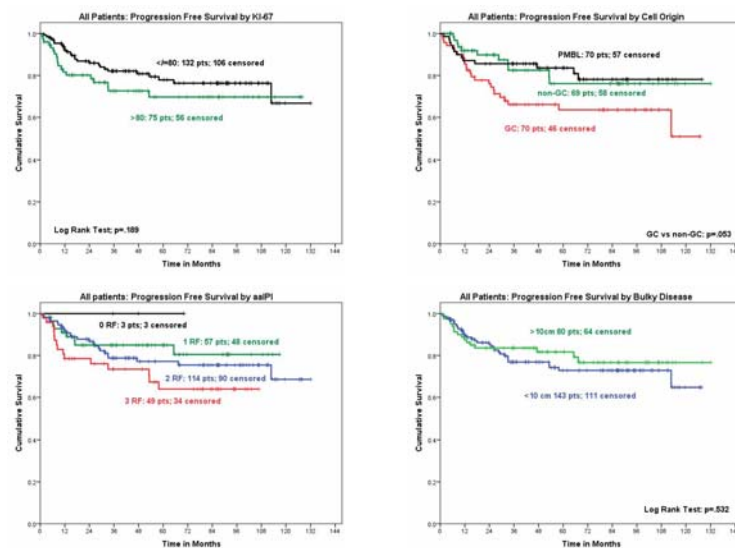 All Patients: Progression Free Survival by KI-67
Cumulative Survival
1.0
0.8
0.6
0.4
0.2
0.0
</=80: 132 pts; 106 censored
>80: 75 pts; 56 censored
Log Rank Test; p=.189
0 12 24 36 48 60 72 84 96 108 120 132 144
Time in Months
All Patients: Progression Free Survival by Cell Origin
Cumulative Survival
1.0
0.8
0.6
0.4
0.2
0.0
PMBL: 70 pts; 57 censored
non-GC: 69 pts; 58 censored
GC: 70 pts; 46 censored
GC vs non-GC: p=.053
0 12 24 36 48 60 72 84 96 108 120 132 144
Time in Months
All patients: Progression Free Survival by aaIPI
Cumulative Survival
1.0
0.8
0.6
0.4
0.2
0.0
0 RF: 3 pts; 3 censored
1 RF: 57 pts; 48 censored
2 RF: 114 pts; 90 censored
3 RF: 49 pts; 34 censored
0 12 24 36 48 60 72 84 96 108 120 132 144
Time in Months
All Patients: Progression Free Survival by Bulky Disease
Cumulative Survival
1.0
0.8
0.6
0.4
0.2
0.0
>10cm 80 pts; 64 censored
<10 cm 143 pts; 111 censored
Log Rank Test: p=.532
0 12 24 36 48 60 72 84 96 108 120 132 144
Time in Months